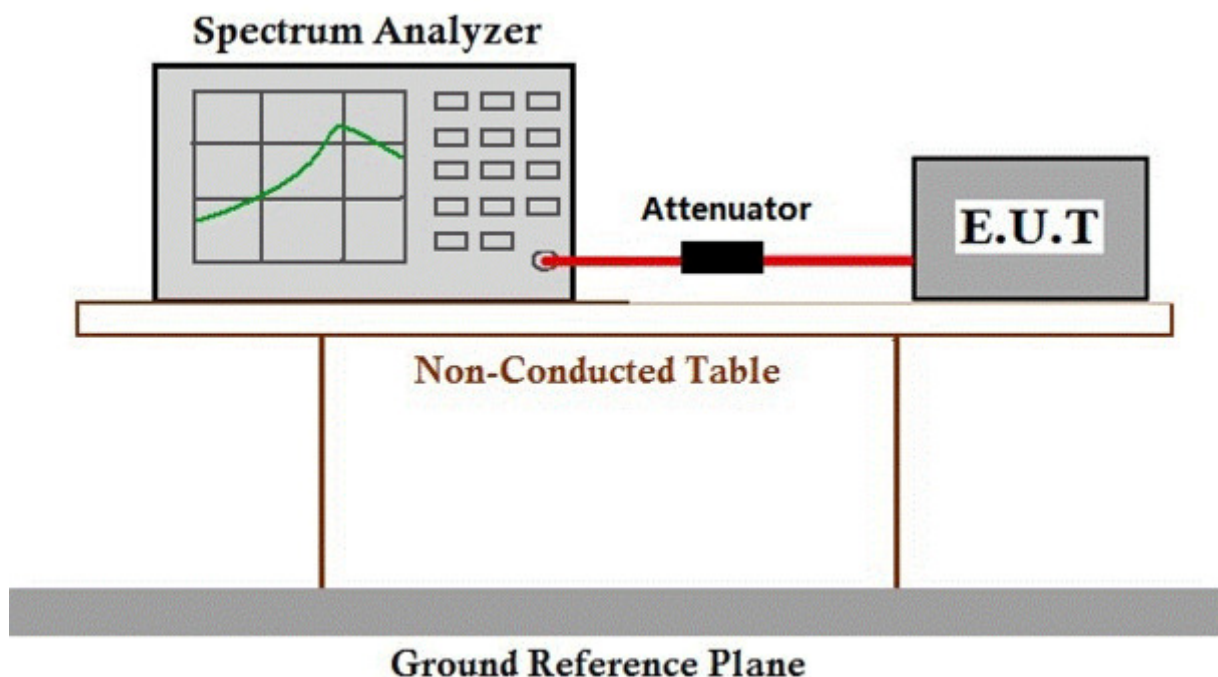 Spectrum Analyzer
Attenuator
E.U.T
Non-Conducted Table
Ground Reference Plane